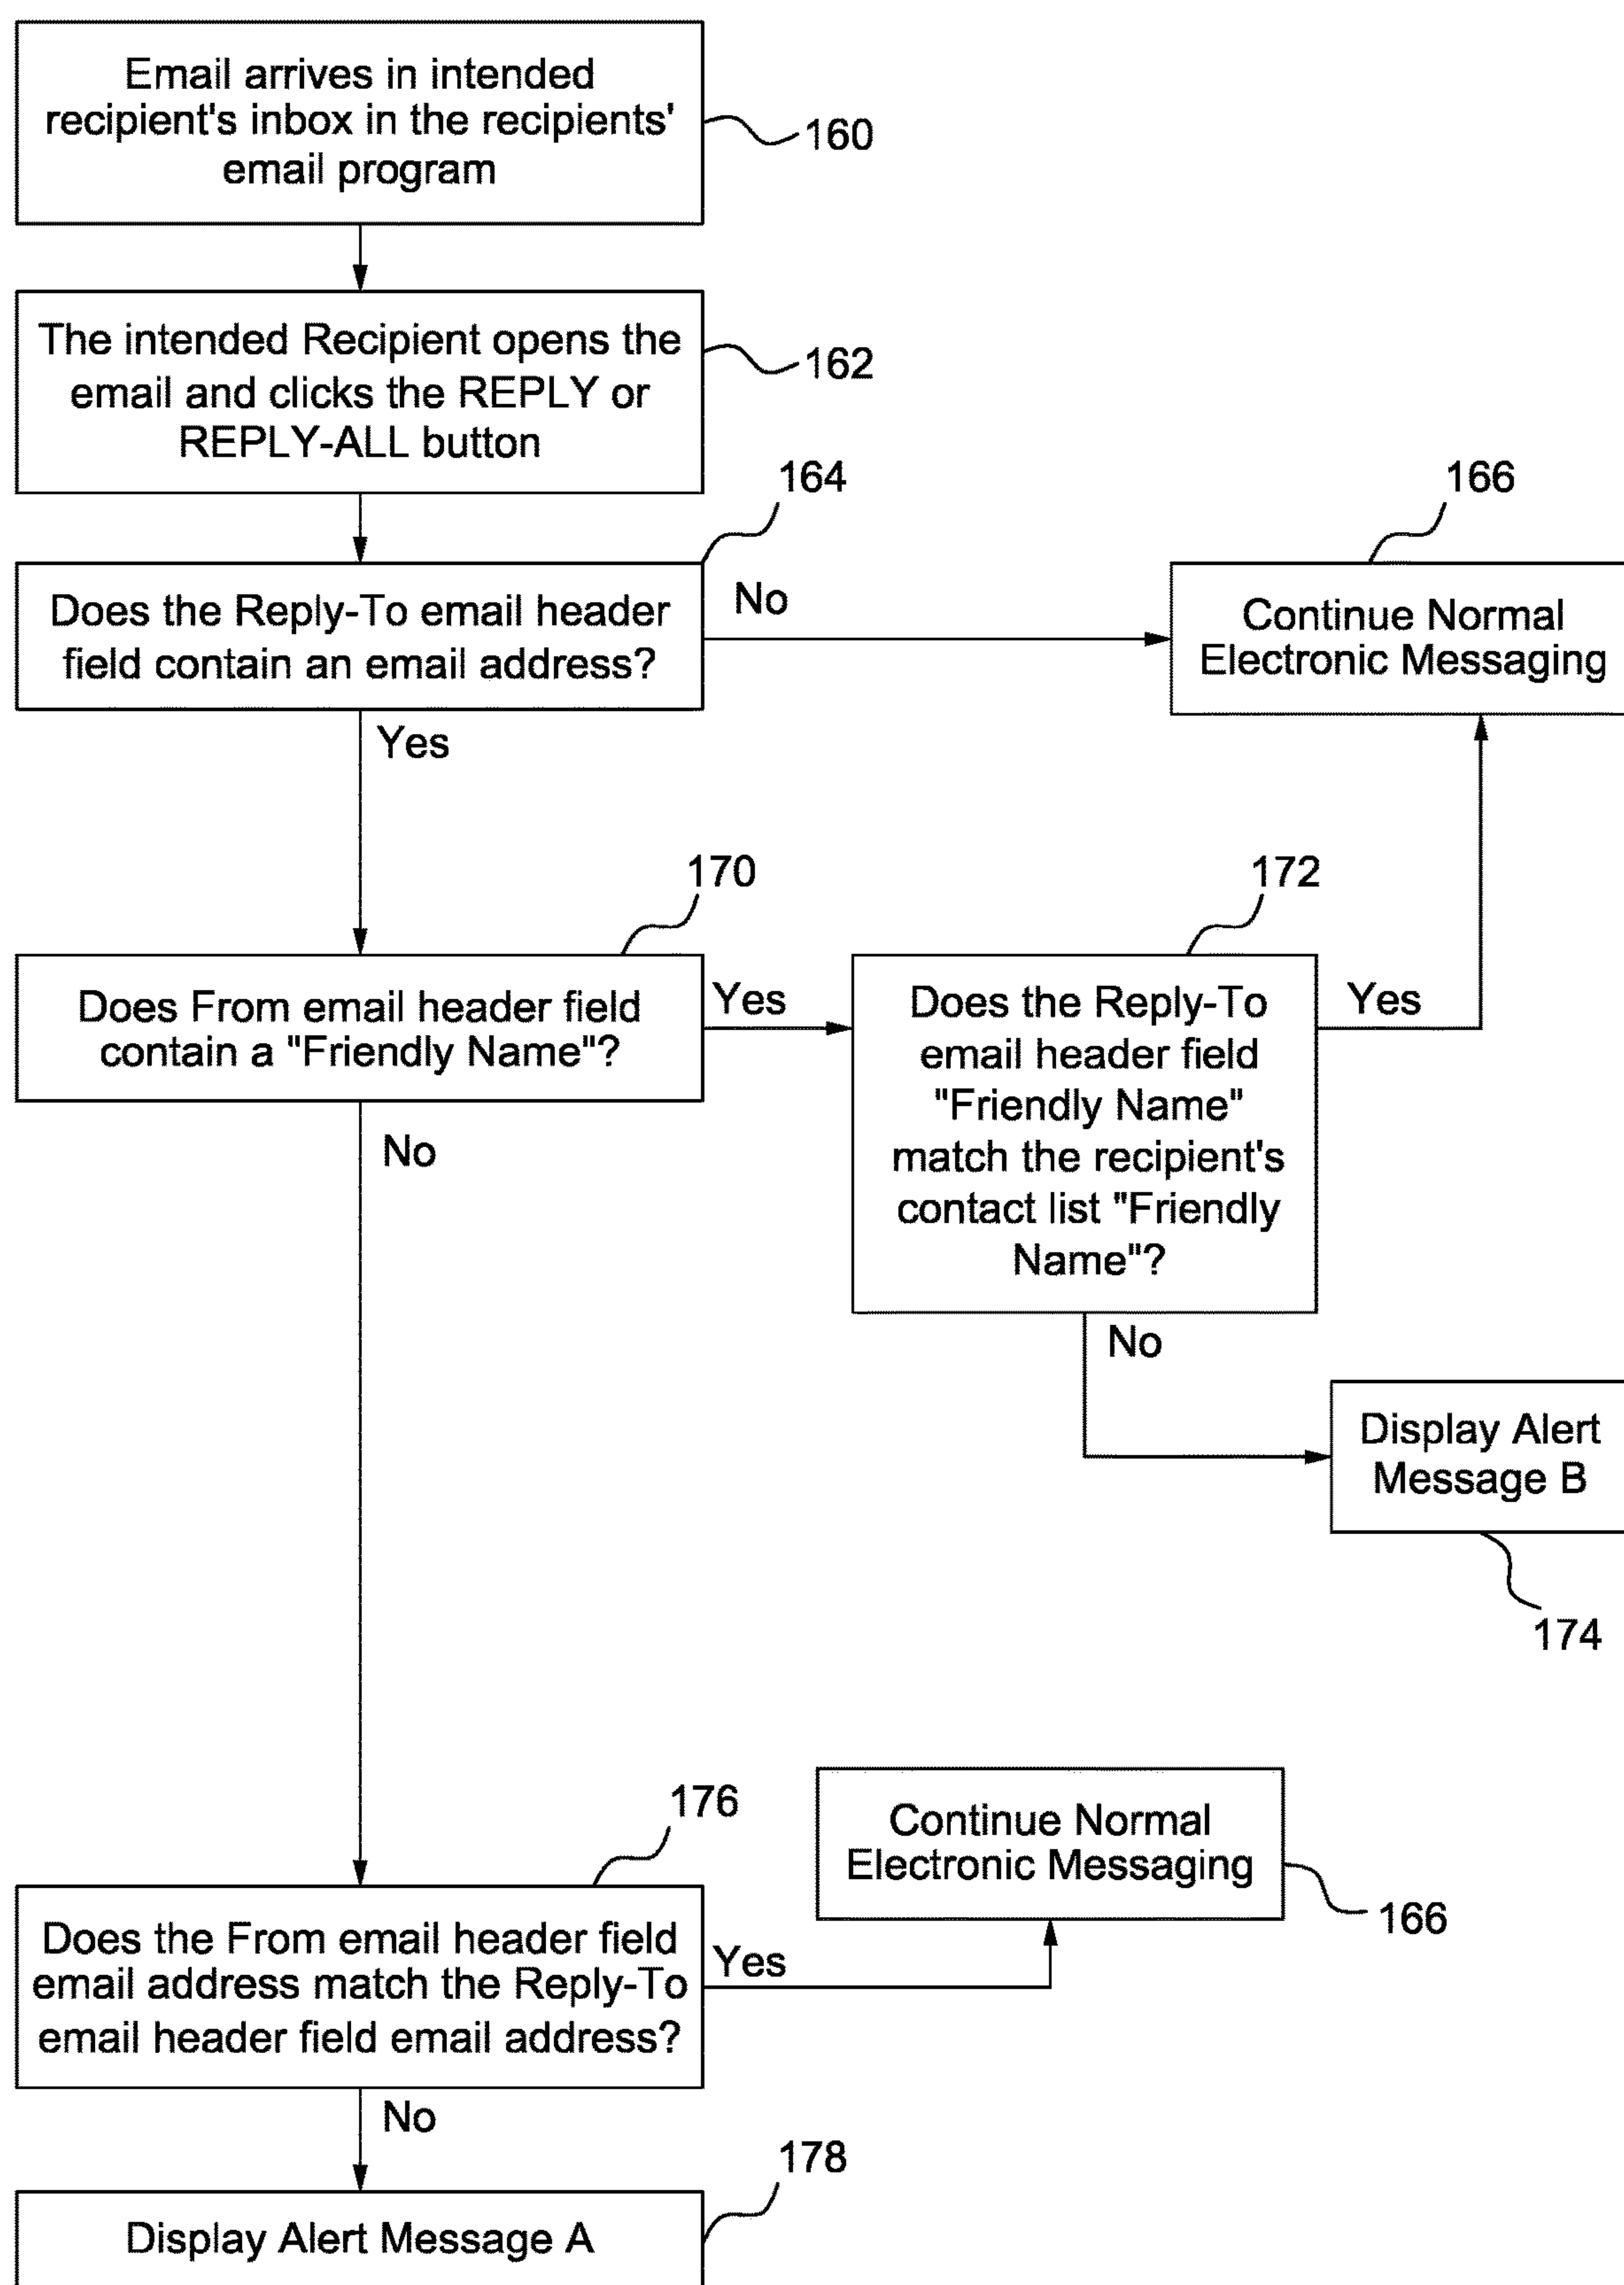 Email arrives in intended
recipient's inbox in the recipients'
email program
160
The intended Recipient opens the
email and clicks the REPLY or
REPLY-ALL button
162
164
166
Does the Reply-To email header
field contain an email address?
No
Continue Normal
Electronic Messaging
Yes
170
172
Does From email header field
contain a "Friendly Name"?
Yes
Does the Reply-To
email header field
"Friendly Name"
match the recipient's
contact list "Friendly
Name"?
Yes
No
No
Display Alert
Message B
174
176
Continue Normal
Electronic Messaging
166
Does the From email header field
email address match the Reply-To
email header field email address?
Yes
No
178
Display Alert Message A